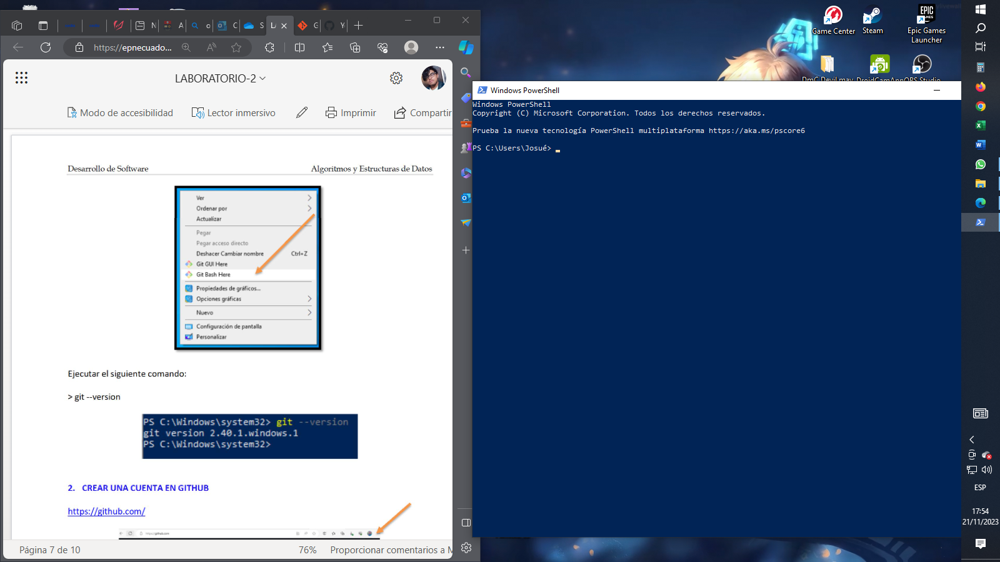 https://epnecuado...
LABORATORIO-2
Modo de accesibilidad
Lector inmersivo
Imprimir
Compartir
Desarrollo de Software
Algoritmos y Estructuras de Datos
Ver
Ordenar por
Actualizar
Pegar
Pegar acceso directo
Deshacer Cambiar nombre Ctrl+Z
Git GUI Here
Git Bash Here
Propiedades de gráficos...
Opciones gráficas
Nuevo
Configuración de pantalla
Personalizar
Ejecutar el siguiente comando:
> git --version
PS C:\Windows\system32> git --version
git version 2.40.1.windows.1
PS C:\Windows\system32>
2. CREAR UNA CUENTA EN GITHUB
https://github.com/
Página 7 de 10
76%
Proporcionar comentarios a M
Game Center
Steam
EPIC GAMES
Epic Games
Launcher
OBS Studio
Windows PowerShell
Windows PowerShell
Copyright (C) Microsoft Corporation. Todos los derechos reservados.
Prueba la nueva tecnología PowerShell multiplataforma https://aka.ms/pscore6
PS C:\Users\Josué>
ESP
17:54
21/11/2023